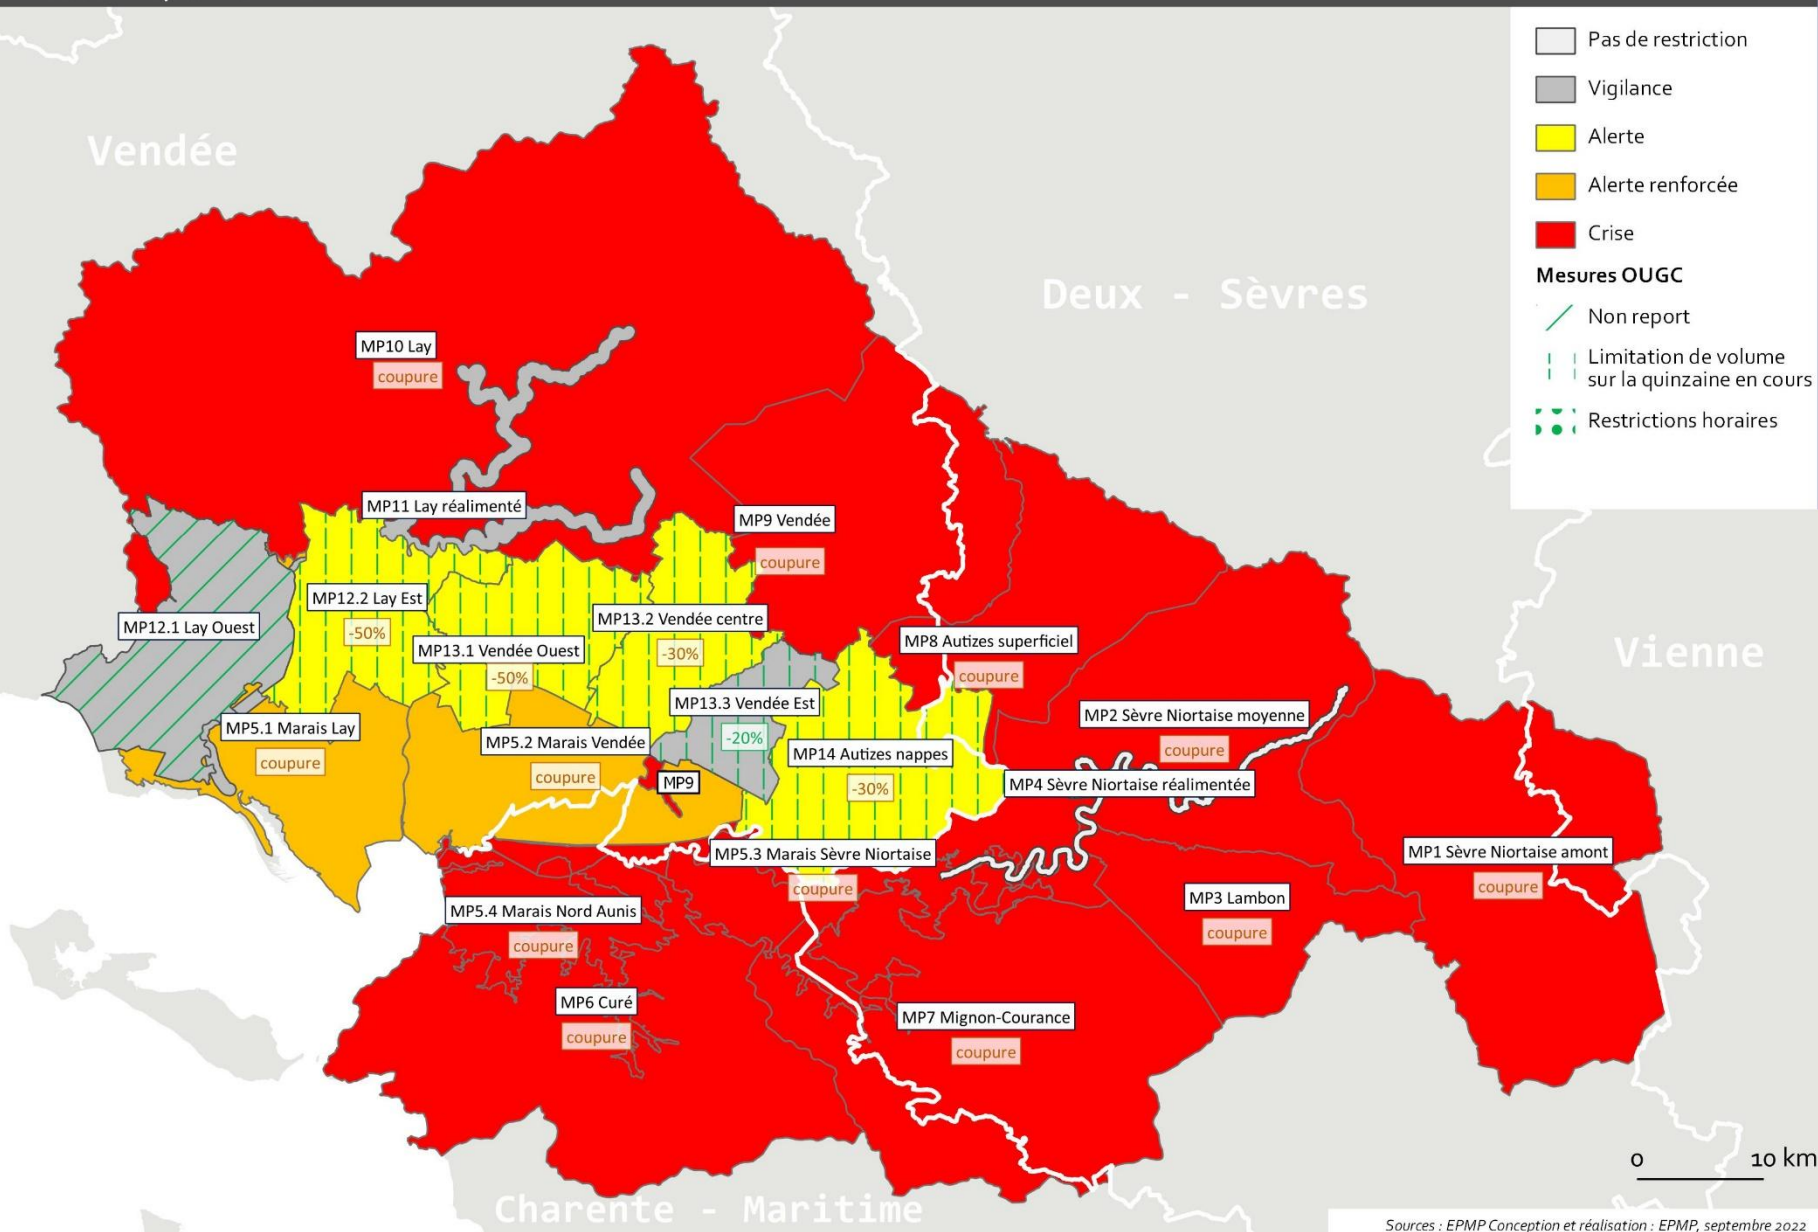 Pas de restriction
Vigilance
Alerte
Alerte renforcée
Crise
Mesures OUGC
Non report
Limitation de volume
sur la quinzaine en cours
Restrictions horaires
Vendée
Deux - Sèvres
Vienne
Charente - Maritime
MP10 Lay
coupure
MP11 Lay réalimenté
MP9 Vendée
coupure
MP12.1 Lay Ouest
MP12.2 Lay Est
-50%
MP13.1 Vendée Ouest
-50%
MP13.2 Vendée centre
-30%
MP8 Autizes superficiel
coupure
MP13.3 Vendée Est
-20%
MP2 Sèvre Niortaise moyenne
coupure
MP5.1 Marais Lay
coupure
MP5.2 Marais Vendée
coupure
MP9
MP14 Autizes nappes
-30%
MP4 Sèvre Niortaise réalimentée
MP5.3 Marais Sèvre Niortaise
coupure
MP1 Sèvre Niortaise amont
coupure
MP3 Lambon
coupure
MP5.4 Marais Nord Aunis
coupure
MP6 Curé
coupure
MP7 Mignon-Courance
coupure
0 10 km
Sources : EPMP Conception et réalisation : EPMP, septembre 2022